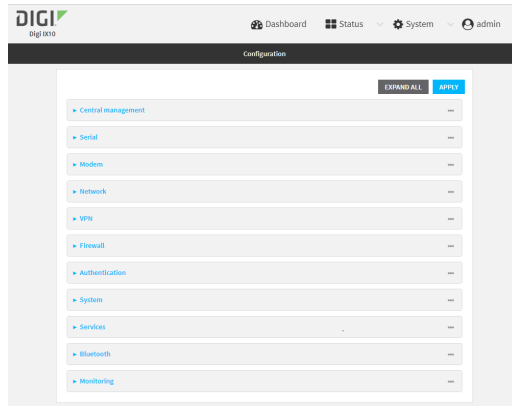 DIGI
Digi IX10
Dashboard Status System admin
Configuration
EXPAND ALL APPLY
Central management
Serial
Modem
Network
VPN
Firewall
Authentication
System
Services
Bluetooth
Monitoring